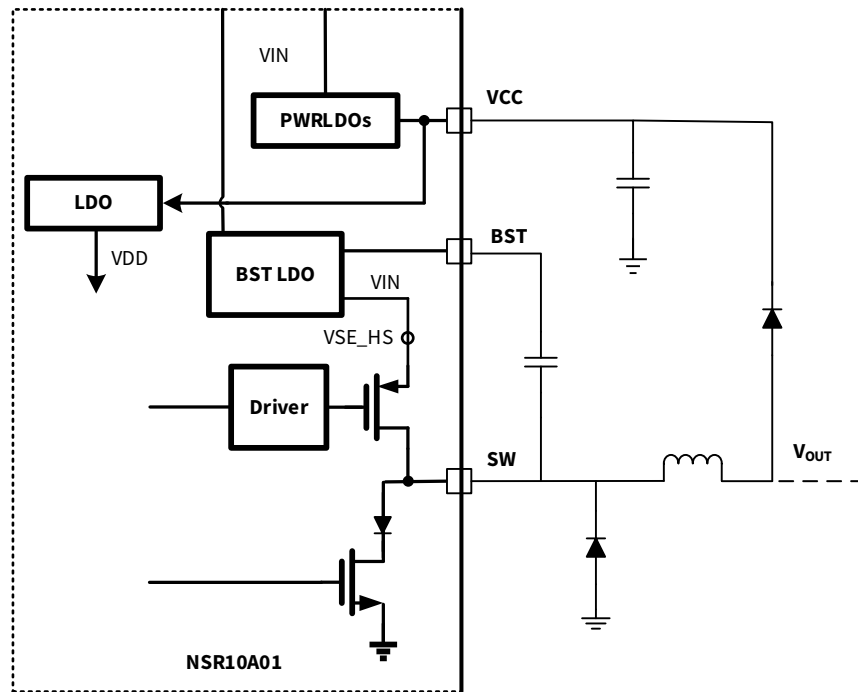 VIN
VCC
PWRLDOs
LDO
BST
VDD
BST LDO
VIN
VSE_HS
Driver
SW
VOUT
NSR10A01